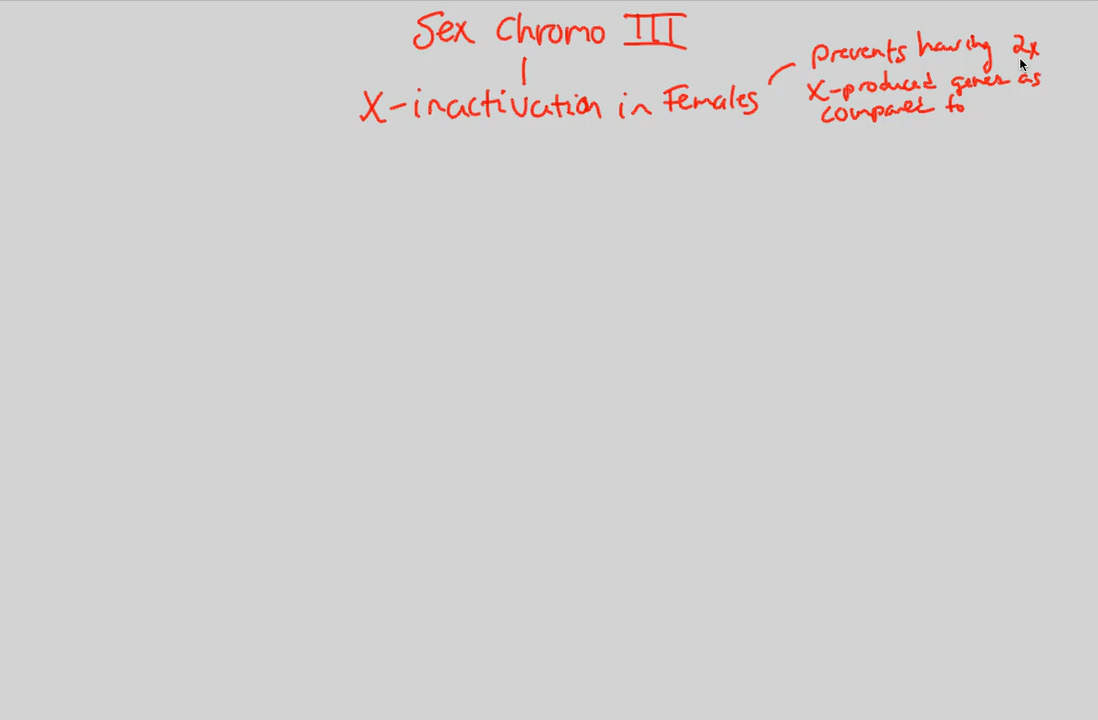 Sex Chromo III
X-inactivation in Females
prevents having 2x
X-produced genes as
compared to